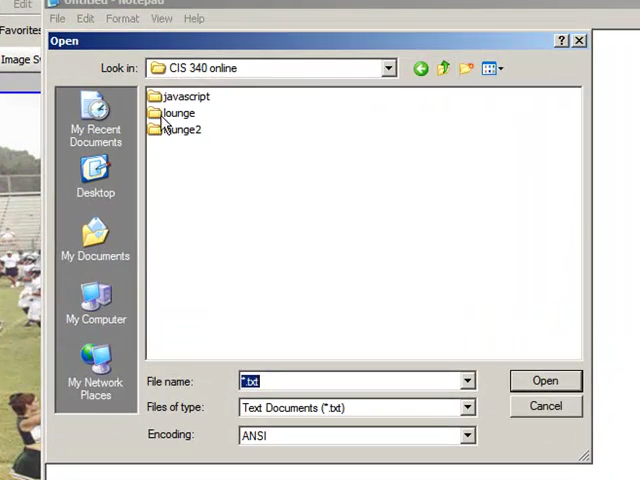 Edit
Untitled - Notepad
File Edit Format View Help
Favorites
Open
Image S
Look in: CIS 340 online
javascript
lounge
lounge2
My Recent
Documents
Desktop
My Documents
My Computer
My Network
Places
File name: *.txt
Open
Files of type: Text Documents (*.txt)
Cancel
Encoding: ANSI